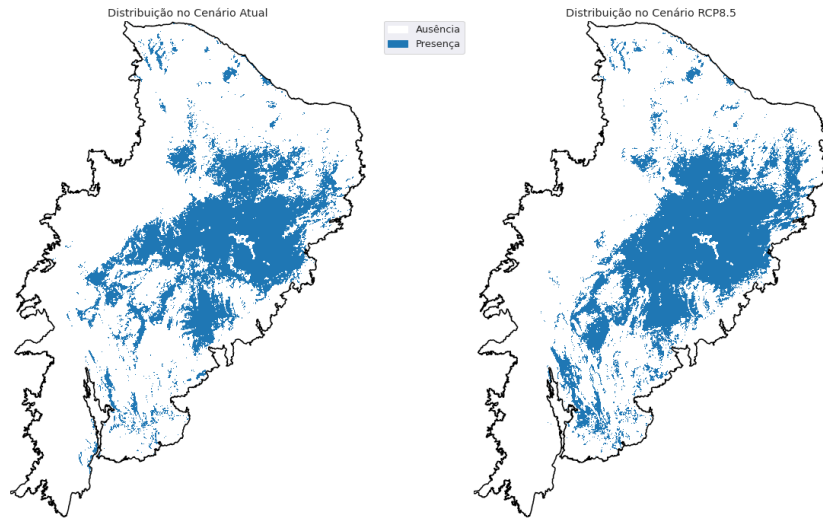 Distribuição no Cenário Atual
Ausência
Presença
Distribuição no Cenário RCP8.5